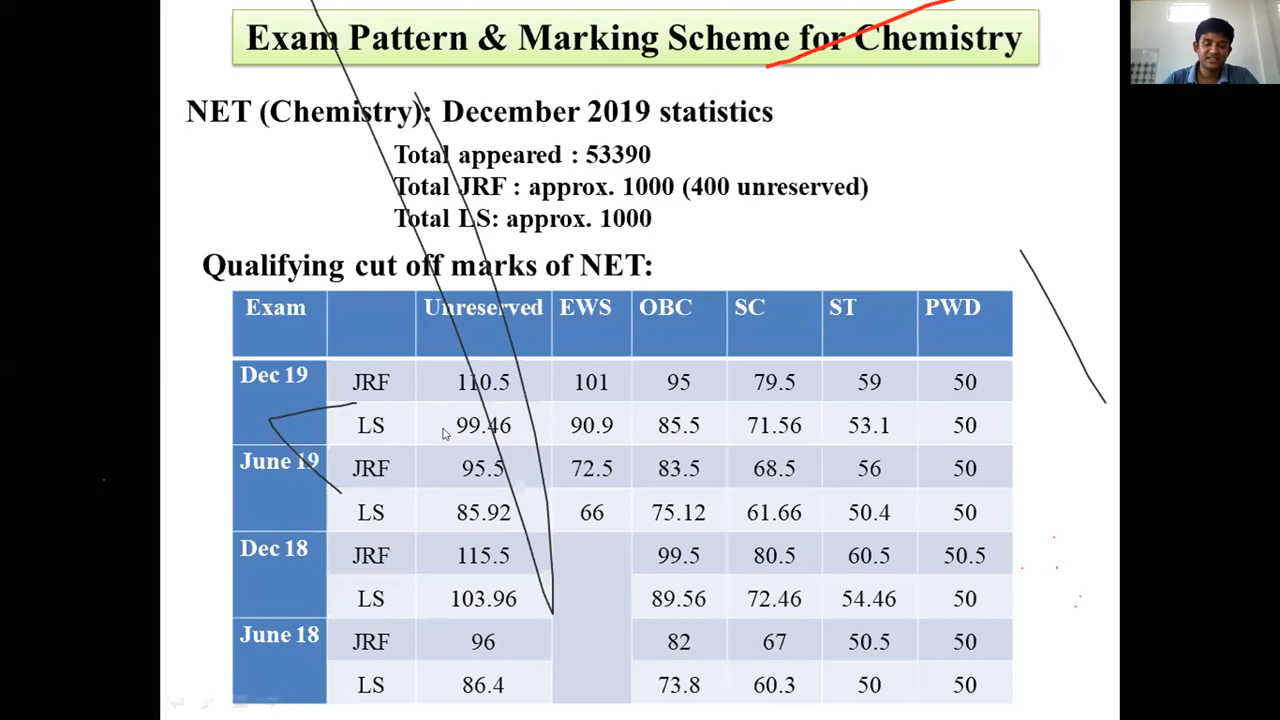 Exam Pattern & Marking Scheme for Chemistry
NET (Chemistry): December 2019 statistics
Total appeared : 53390
Total JRF : approx. 1000 (400 unreserved)
Total LS: approx. 1000
Qualifying cut off marks of NET:
Exam Unreserved EWS OBC SC ST PWD
Dec 19 JRF 110.5 101 95 79.5 59 50
LS 99.46 90.9 85.5 71.56 53.1 50
June 19 JRF 95.5 72.5 83.5 68.5 56 50
LS 85.92 66 75.12 61.66 50.4 50
Dec 18 JRF 115.5 99.5 80.5 60.5 50.5
LS 103.96 89.56 72.46 54.46 50
June 18 JRF 96 82 67 50.5 50
LS 86.4 73.8 60.3 50 50